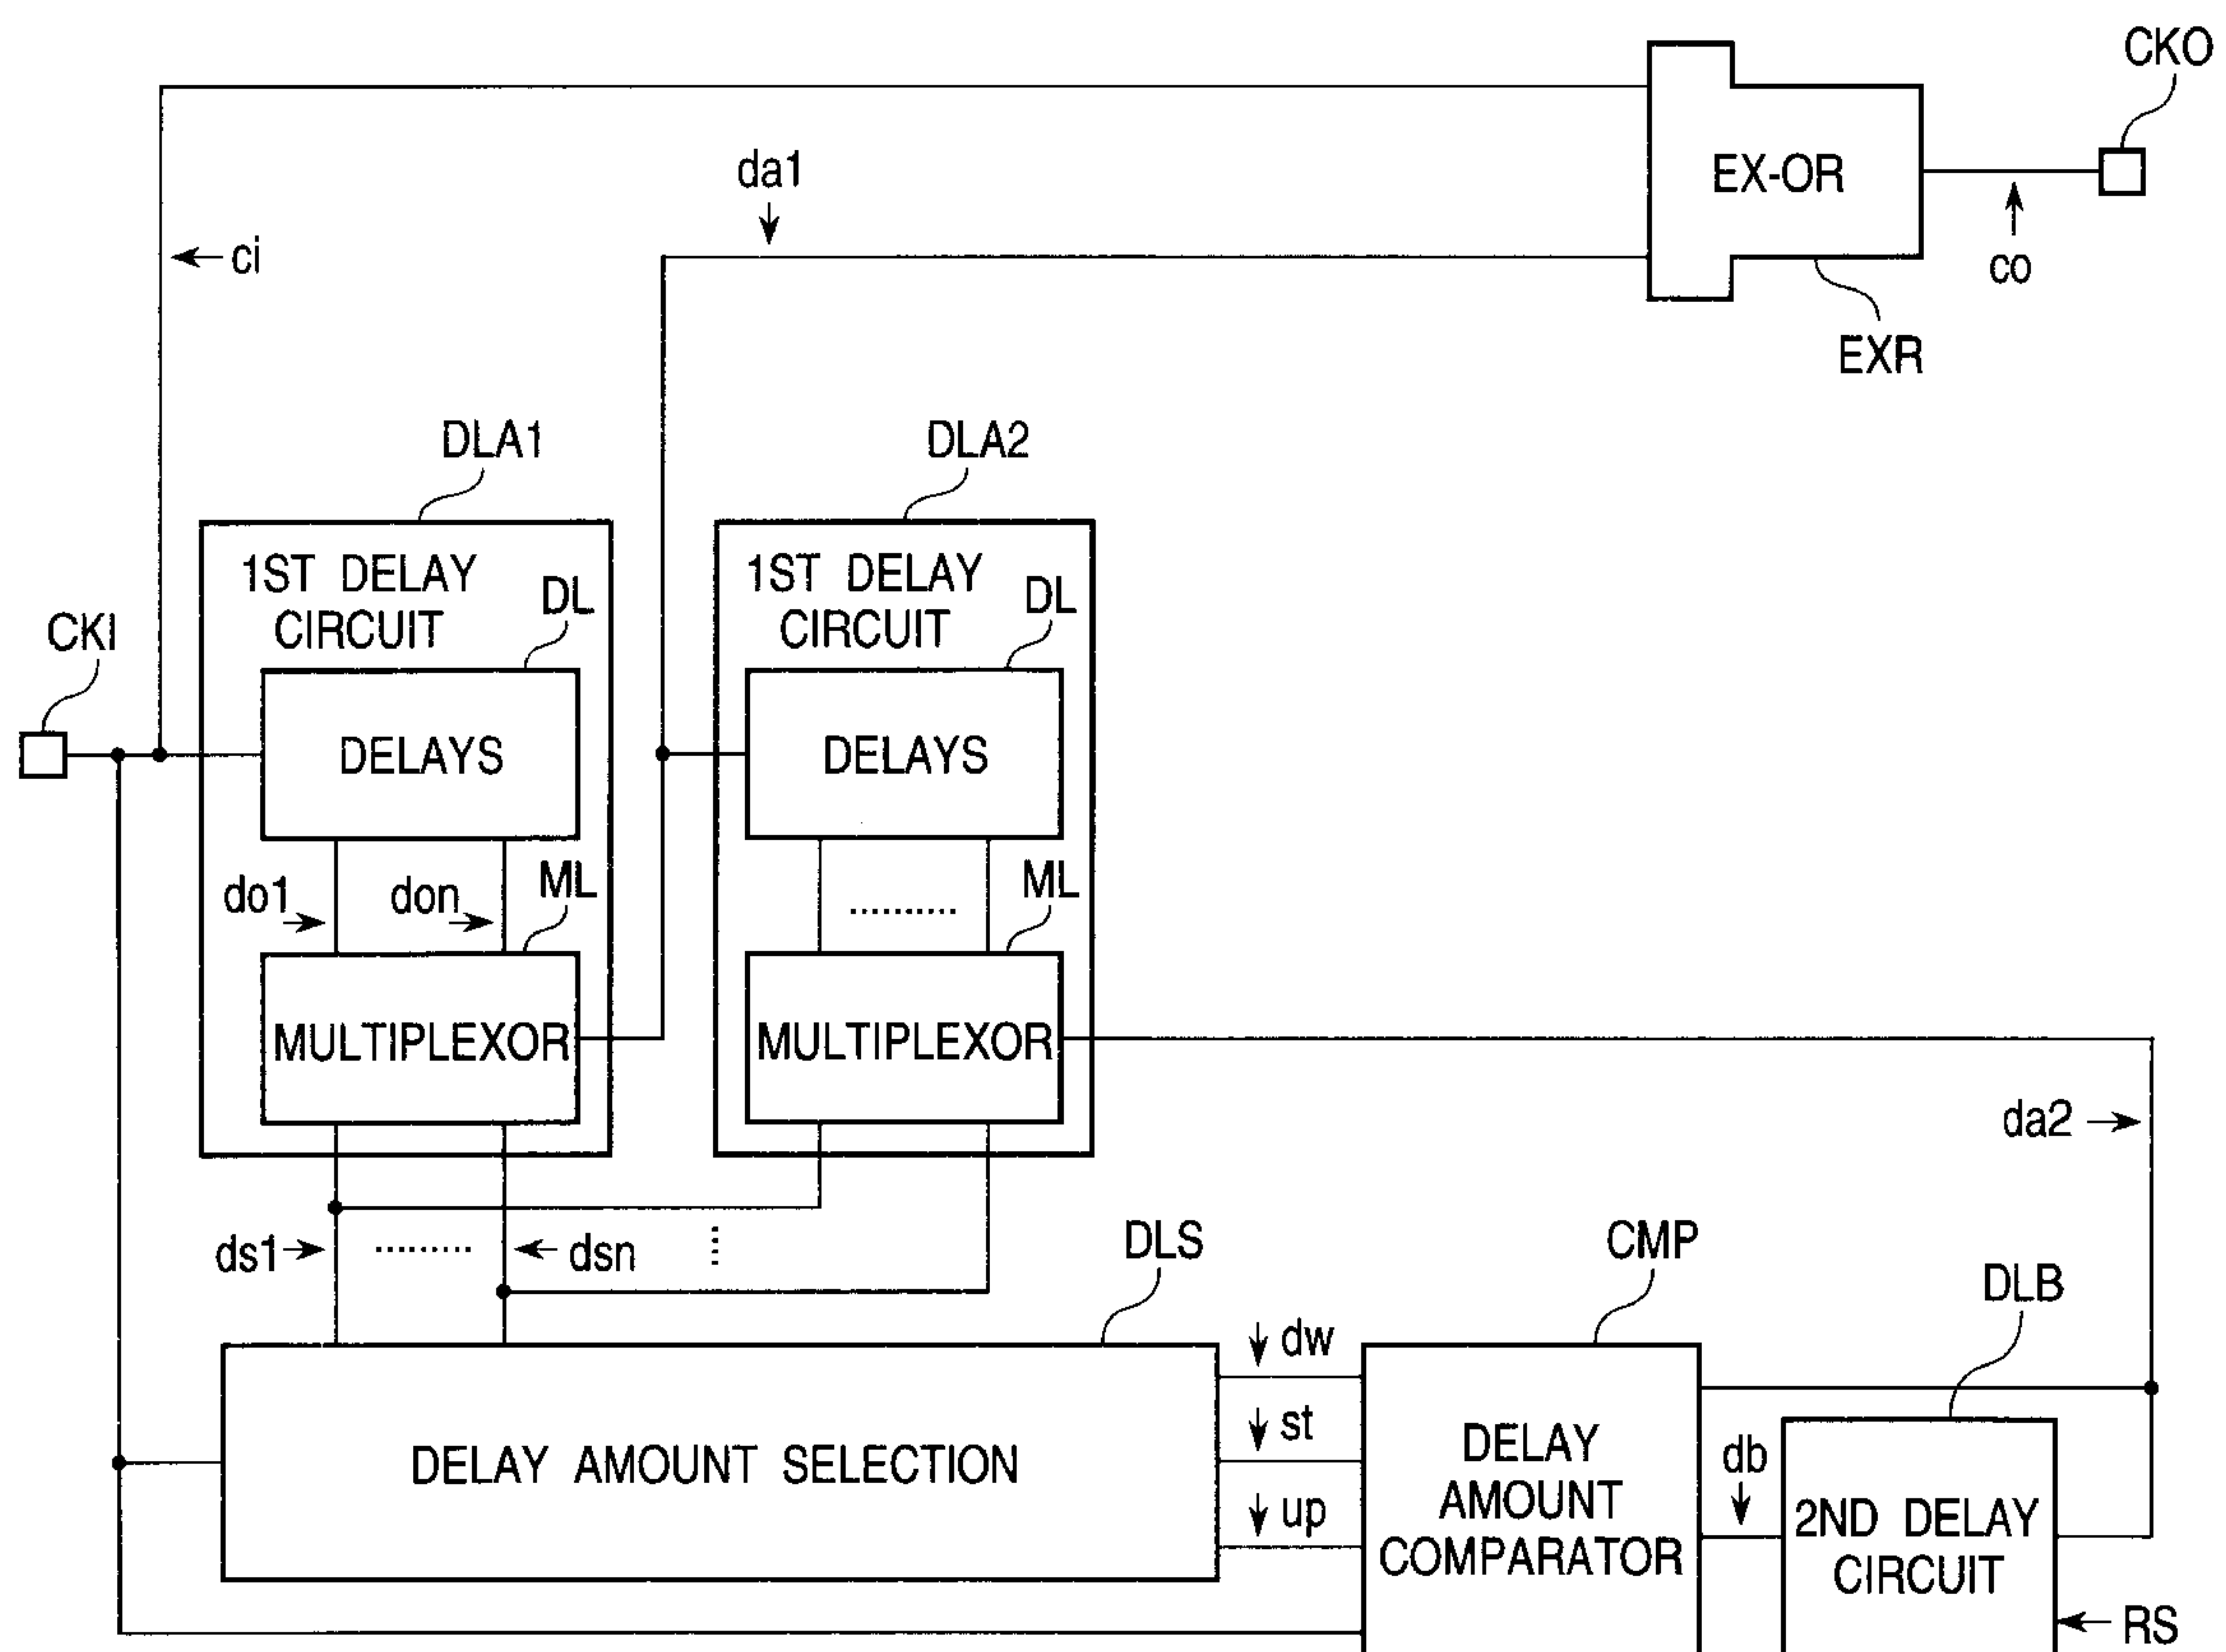 CKO
da1
EX-OR
ci
co
EXR
DLA1
DLA2
1ST DELAY
CIRCUIT
DL
1ST DELAY
CIRCUIT
DL
CKI
DELAYS
DELAYS
do1
don
ML
ML
MULTIPLEXOR
MULTIPLEXOR
da2
ds1
dsn
DLS
CMP
DLB
dw
st
up
DELAY AMOUNT SELECTION
DELAY
AMOUNT
COMPARATOR
db
2ND DELAY
CIRCUIT
RS